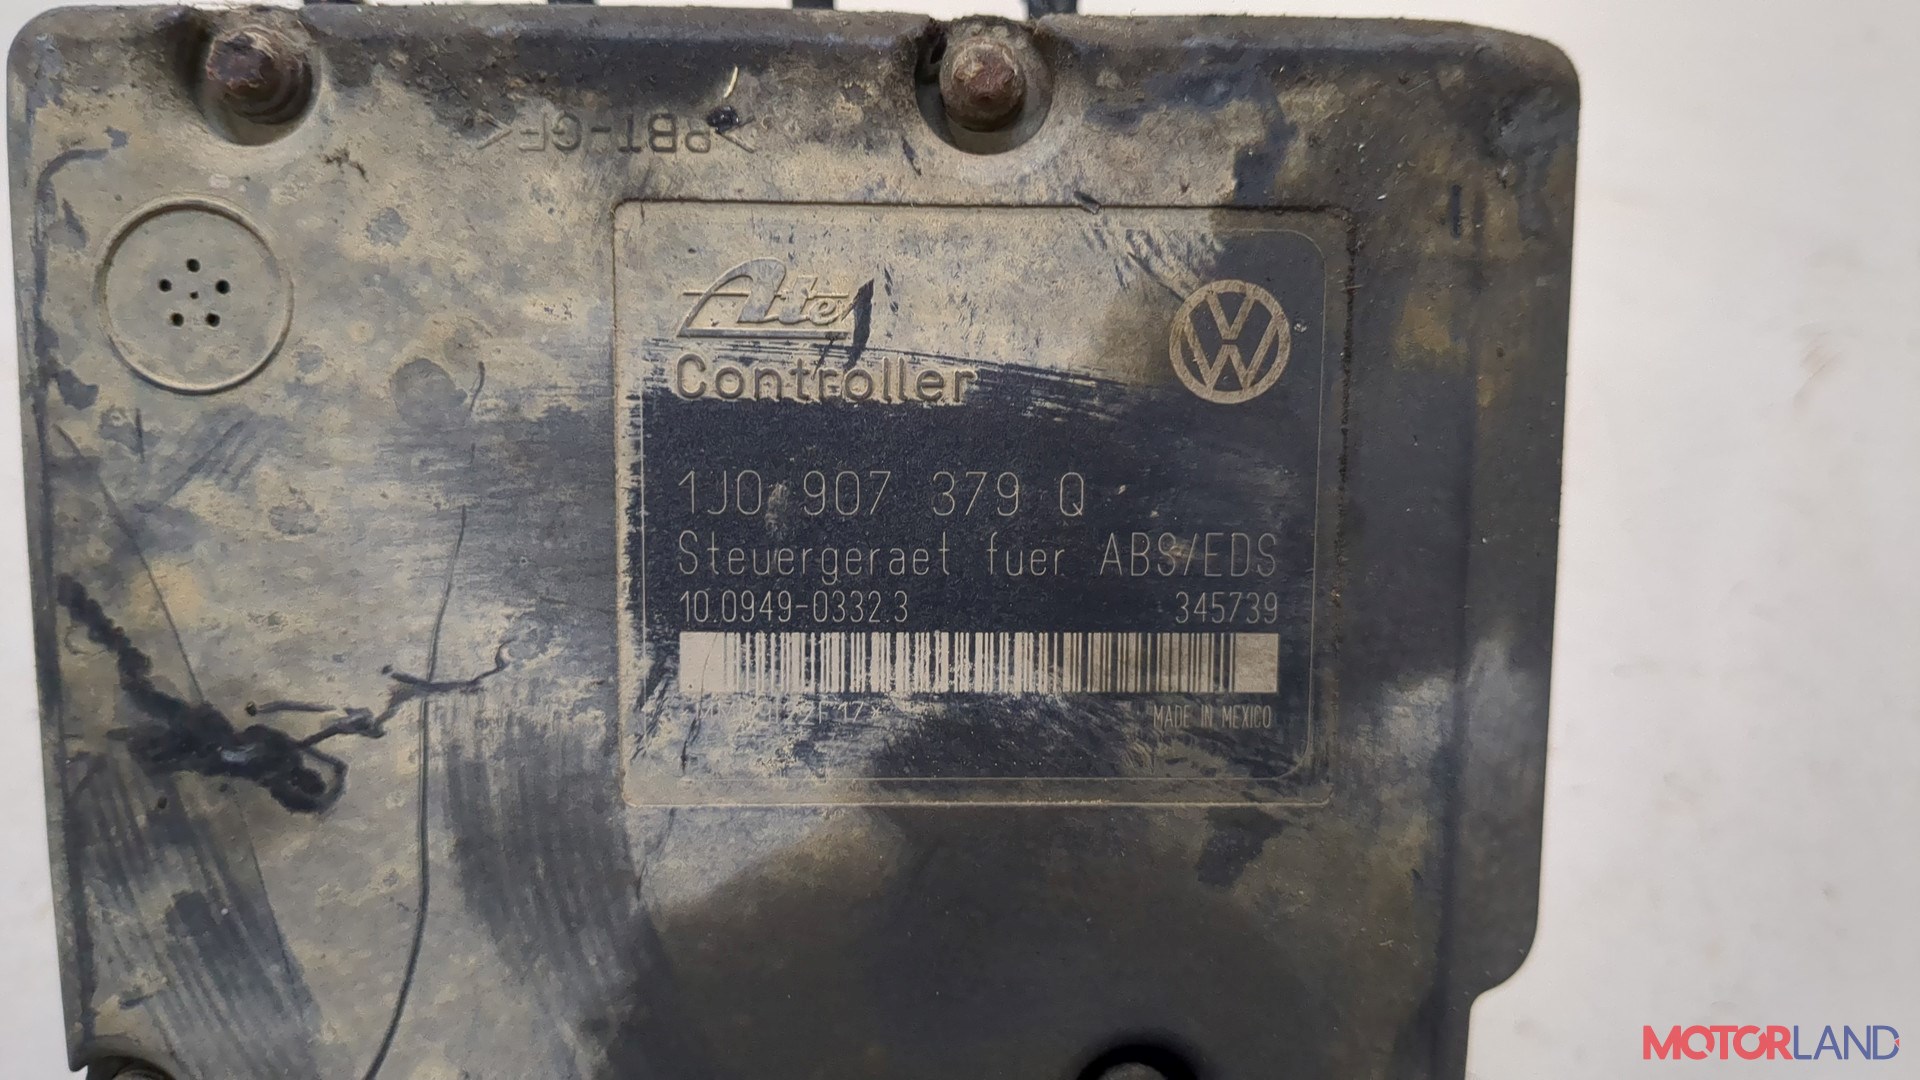 >PBT-GF<
Ate
Controller
1J0 907 379 Q
Steuergeraet fuer ABS/EDS
10.0949-0332.3 345739
MADE IN MEXICO
MOTORLAND